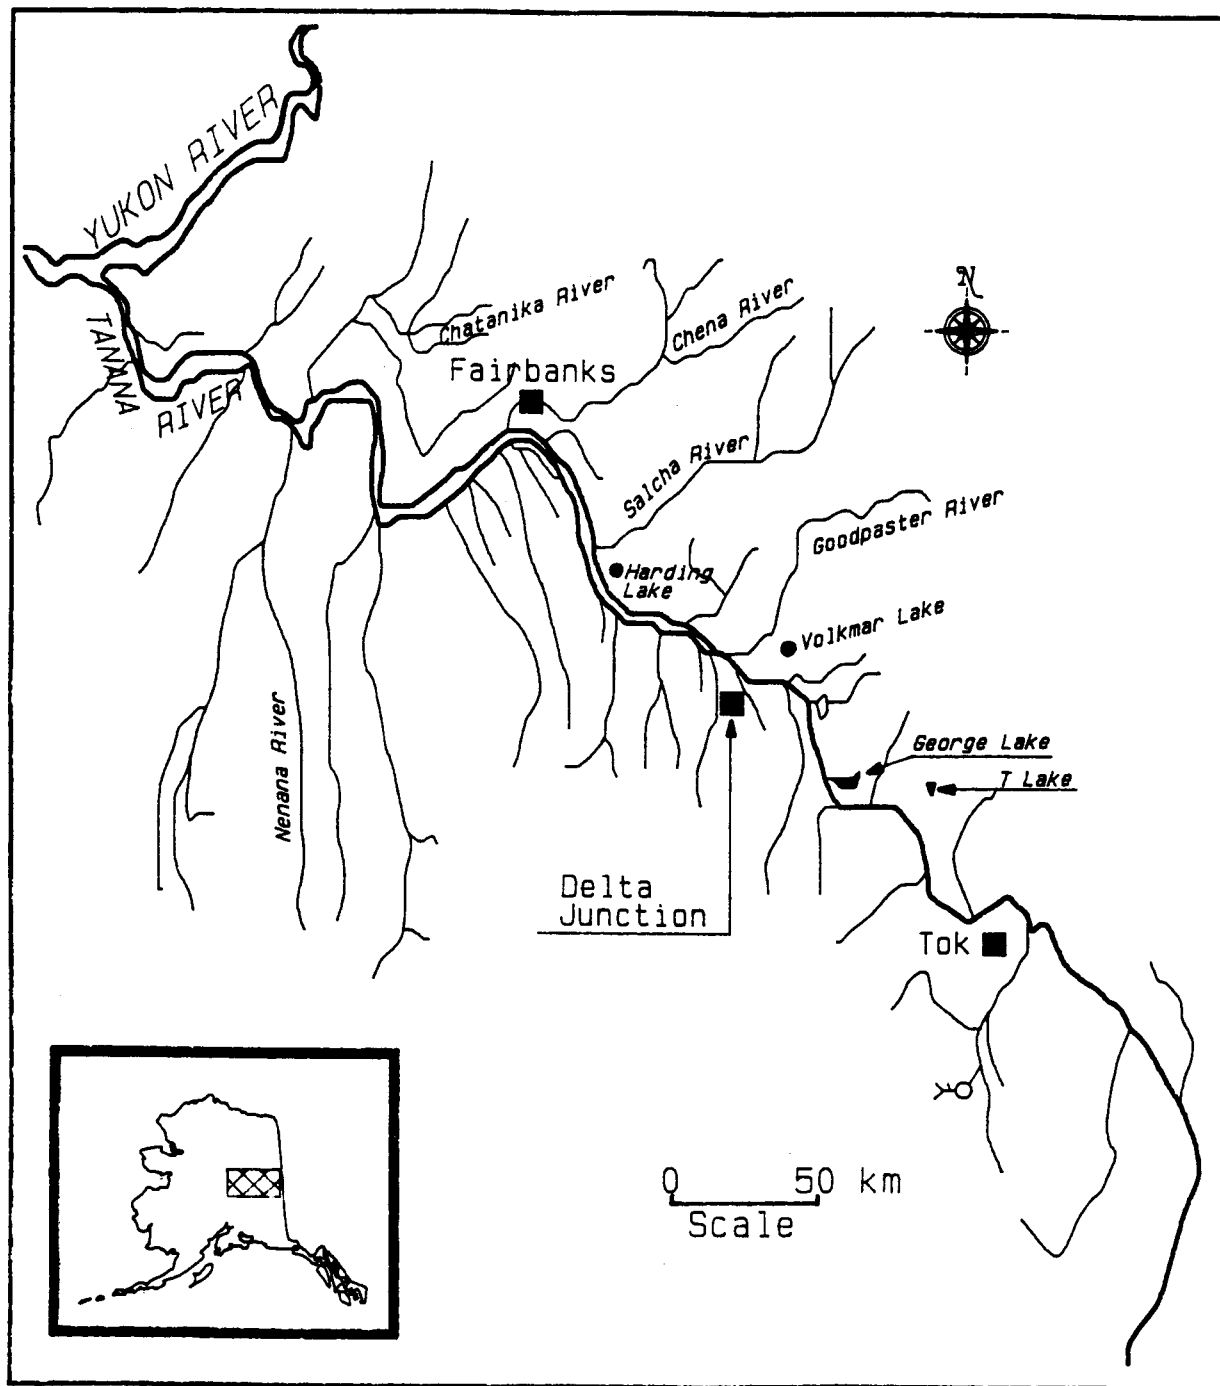 YUKON RIVER
N
Chatanika River
Chena River
TANANA
RIVER
Fairbanks
Salcha River
Goodpaster River
Harding
Lake
Volkmar Lake
Nenana River
George Lake
T Lake
Delta
Junction
Tok
0 50 km
Scale